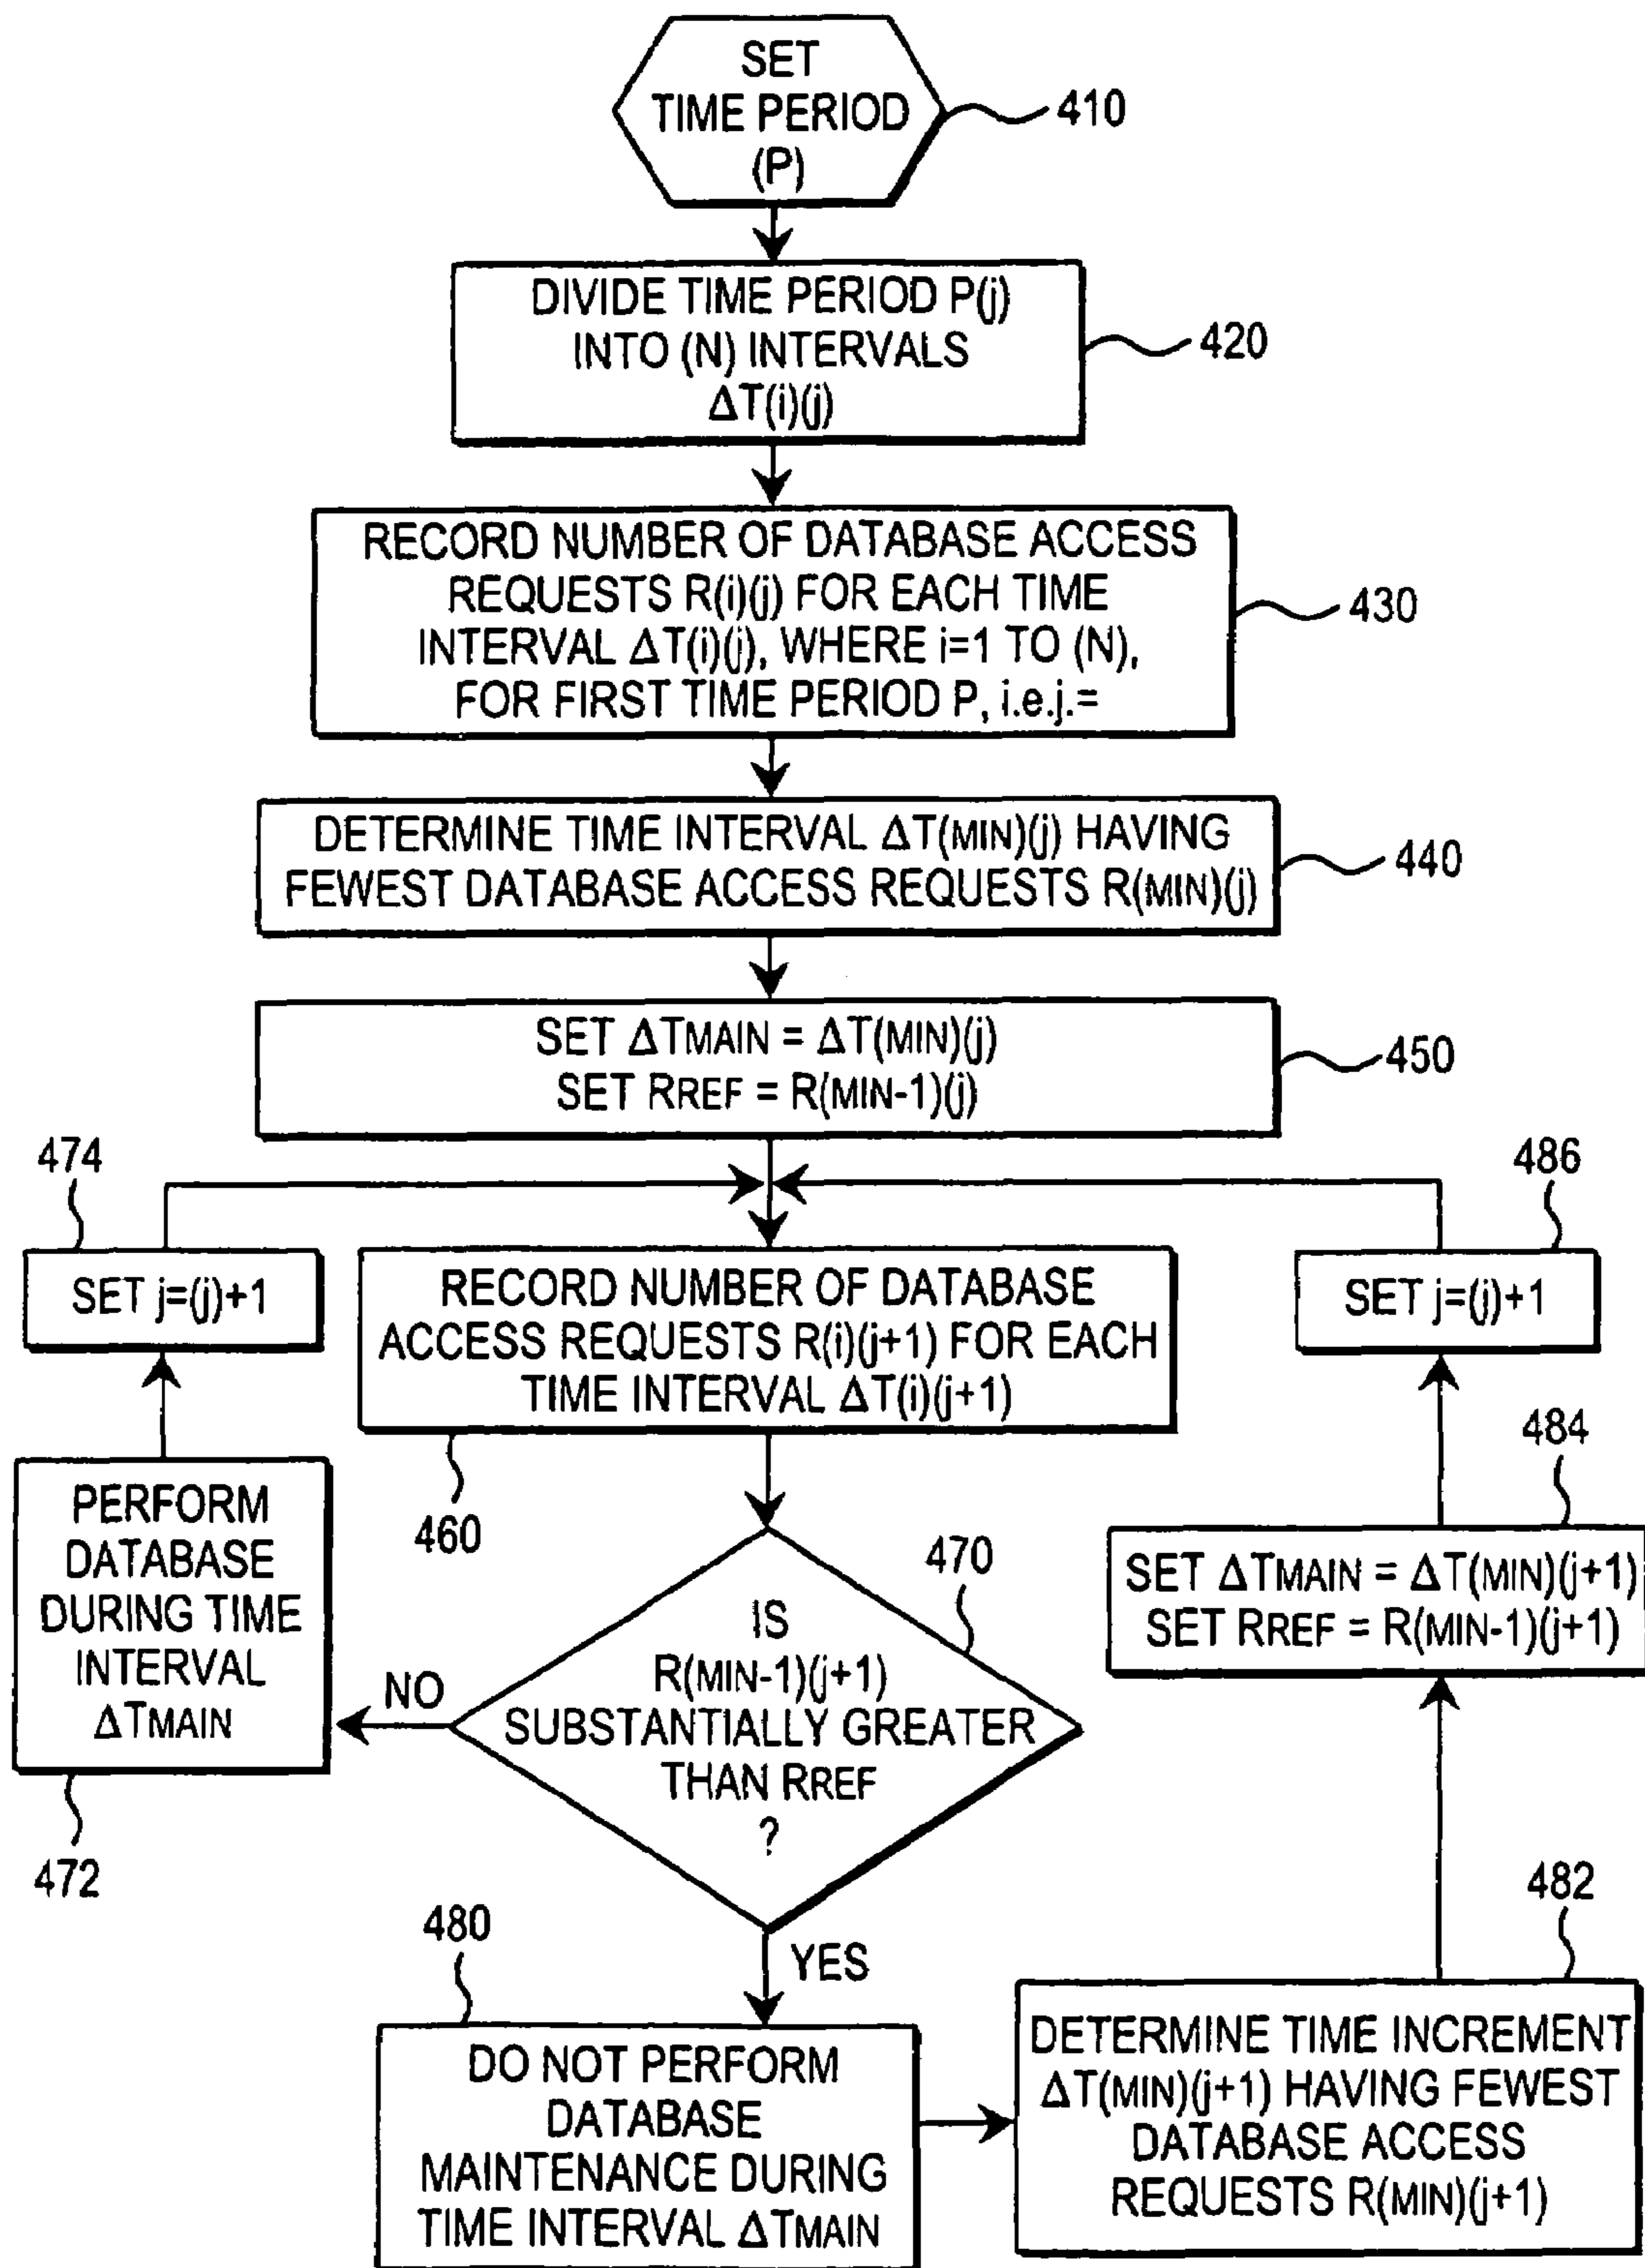 SET
TIME PERIOD
(P)
410
DIVIDE TIME PERIOD P(j)
INTO (N) INTERVALS
ΔT(i)(j)
420
RECORD NUMBER OF DATABASE ACCESS
REQUESTS R(i)(j) FOR EACH TIME
INTERVAL ΔT(i)(j), WHERE i=1 TO (N),
FOR FIRST TIME PERIOD P, i.e.j.=
430
DETERMINE TIME INTERVAL ΔT(MIN)(j) HAVING
FEWEST DATABASE ACCESS REQUESTS R(MIN)(j)
440
SET ΔTMAIN = ΔT(MIN)(j)
SET RREF = R(MIN-1)(j)
450
474
SET j=(j)+1
486
SET j=(j)+1
RECORD NUMBER OF DATABASE
ACCESS REQUESTS R(i)(j+1) FOR EACH
TIME INTERVAL ΔT(i)(j+1)
460
PERFORM
DATABASE
DURING TIME
INTERVAL
ΔTMAIN
472
NO
470
IS
R(MIN-1)(j+1)
SUBSTANTIALLY GREATER
THAN RREF
?
484
SET ΔTMAIN = ΔT(MIN)(j+1)
SET RREF = R(MIN-1)(j+1)
YES
480
DO NOT PERFORM
DATABASE
MAINTENANCE DURING
TIME INTERVAL ΔTMAIN
482
DETERMINE TIME INCREMENT
ΔT(MIN)(j+1) HAVING FEWEST
DATABASE ACCESS
REQUESTS R(MIN)(j+1)